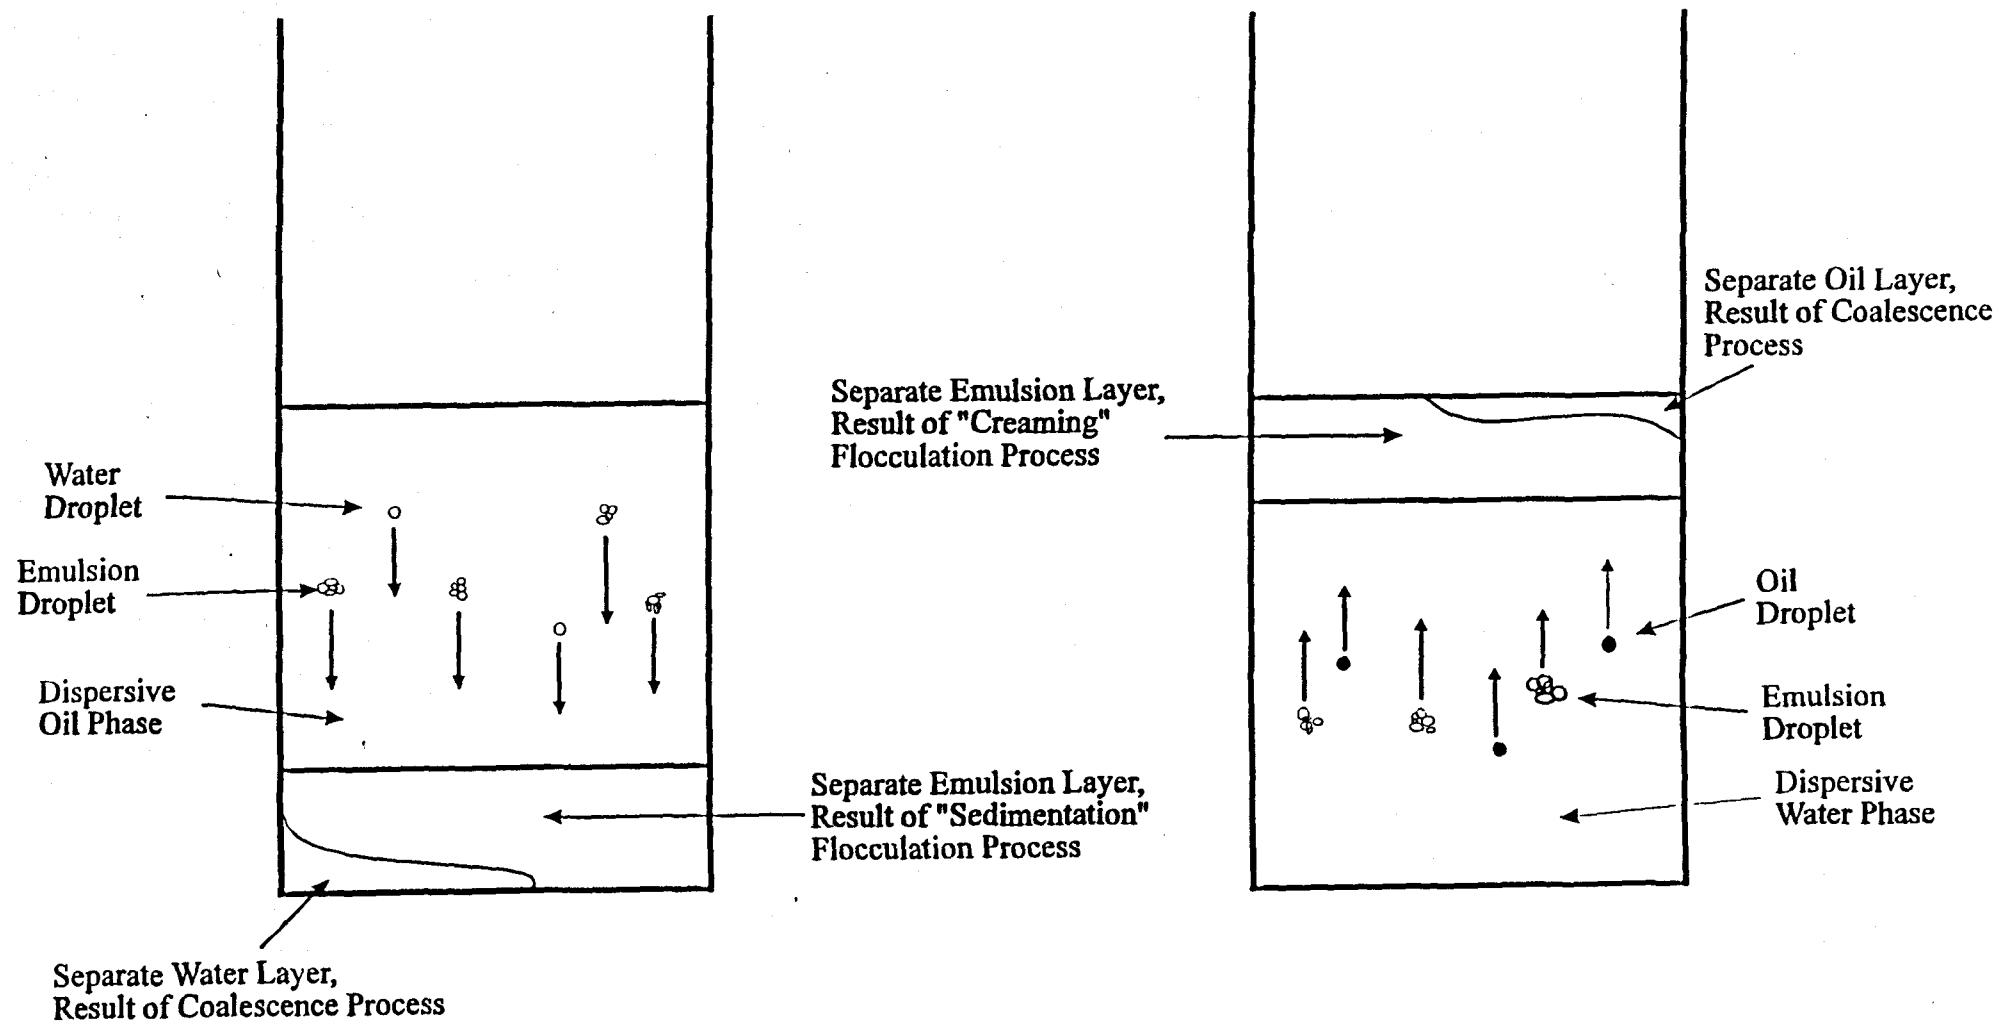 Water
Droplet
Emulsion
Droplet
Dispersive
Oil Phase
Separate Water Layer,
Result of Coalescence Process
Separate Emulsion Layer,
Result of "Sedimentation"
Flocculation Process
Separate Emulsion Layer,
Result of "Creaming"
Flocculation Process
Separate Oil Layer,
Result of Coalescence
Process
Oil
Droplet
Emulsion
Droplet
Dispersive
Water Phase